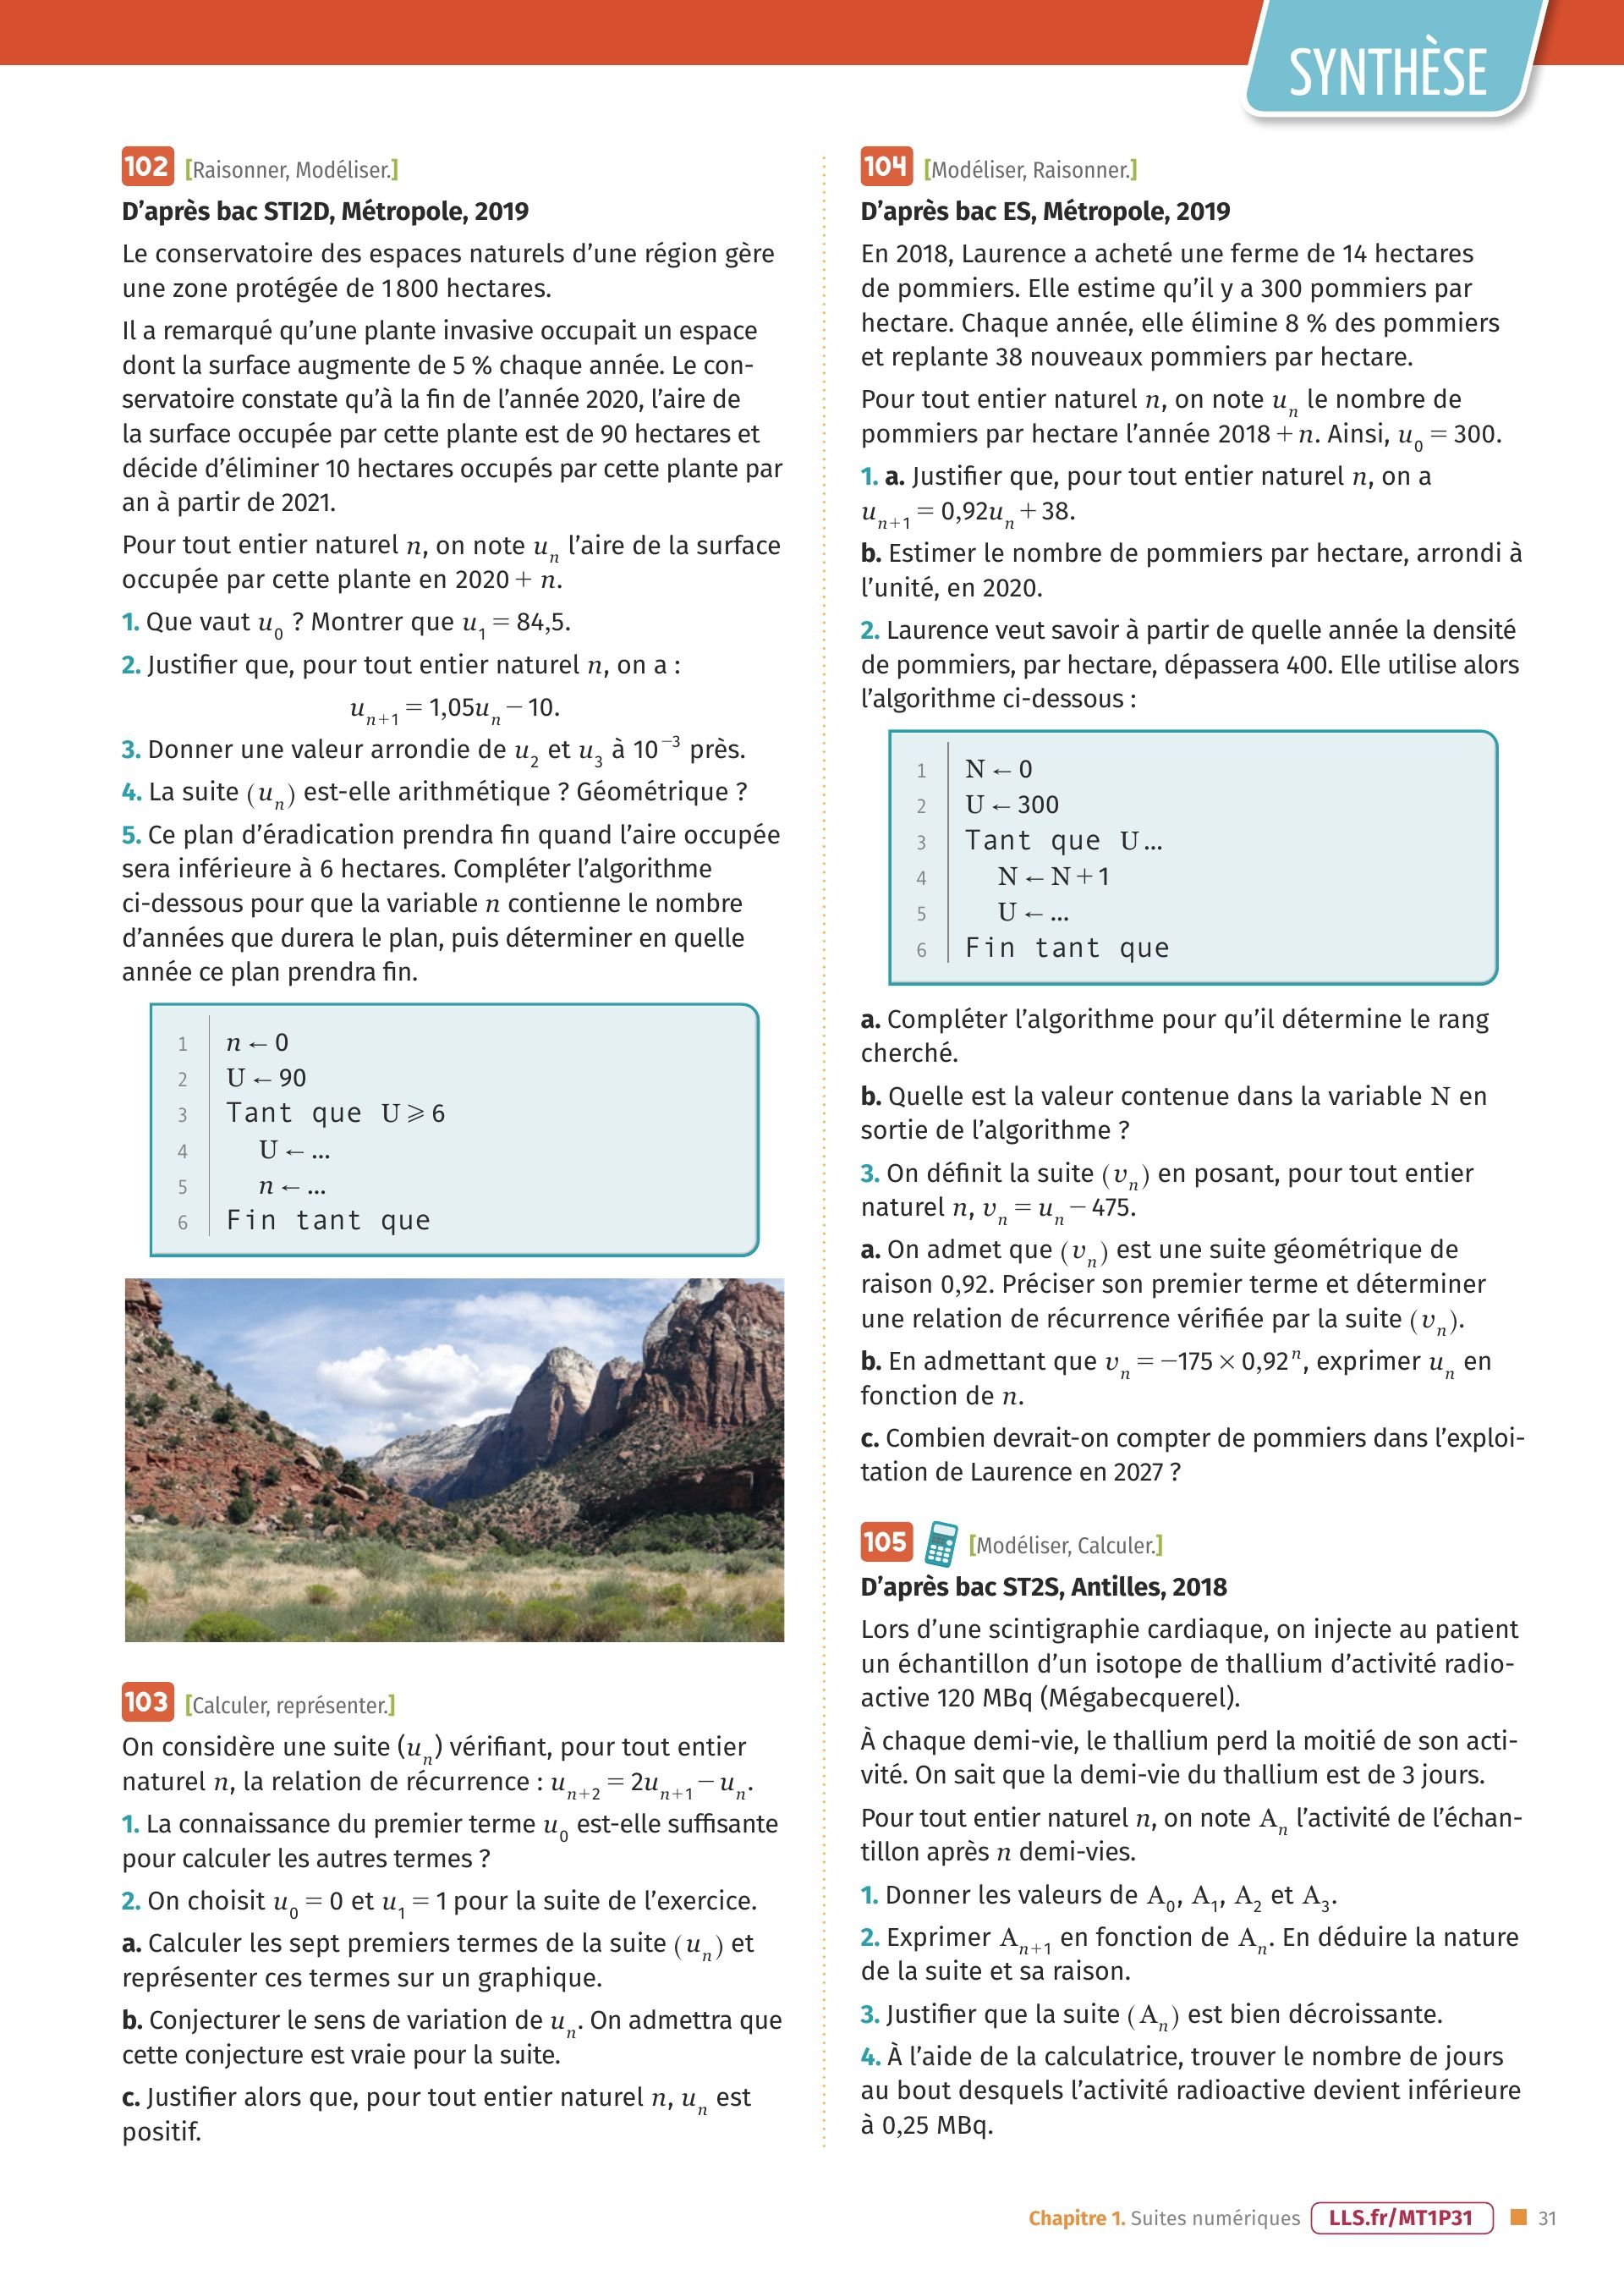 SYNTHÈSE
102 [Raisonner, Modéliser.]
D'après bac STI2D, Métropole, 2019
Le conservatoire des espaces naturels d'une région gère
une zone protégée de 1 800 hectares.
Il a remarqué qu'une plante invasive occupait un espace
dont la surface augmente de 5 % chaque année. Le con-
servatoire constate qu'à la fin de l'année 2020, l'aire de
la surface occupée par cette plante est de 90 hectares et
décide d'éliminer 10 hectares occupés par cette plante par
an à partir de 2021.
Pour tout entier naturel n, on note u_n l'aire de la surface
occupée par cette plante en 2020 + n.
1. Que vaut u_0 ? Montrer que u_1 = 84,5.
2. Justifier que, pour tout entier naturel n, on a :
u_{n+1} = 1,05u_n − 10.
3. Donner une valeur arrondie de u_2 et u_3 à 10^{−3} près.
4. La suite (u_n) est-elle arithmétique ? Géométrique ?
5. Ce plan d'éradication prendra fin quand l'aire occupée
sera inférieure à 6 hectares. Compléter l'algorithme
ci-dessous pour que la variable n contienne le nombre
d'années que durera le plan, puis déterminer en quelle
année ce plan prendra fin.
1 n ← 0
2 U ← 90
3 Tant que U ⩾ 6
4 U ← ...
5 n ← ...
6 Fin tant que
103 [Calculer, représenter.]
On considère une suite (u_n) vérifiant, pour tout entier
naturel n, la relation de récurrence : u_{n+2} = 2u_{n+1} − u_n.
1. La connaissance du premier terme u_0 est-elle suffisante
pour calculer les autres termes ?
2. On choisit u_0 = 0 et u_1 = 1 pour la suite de l'exercice.
a. Calculer les sept premiers termes de la suite (u_n) et
représenter ces termes sur un graphique.
b. Conjecturer le sens de variation de u_n. On admettra que
cette conjecture est vraie pour la suite.
c. Justifier alors que, pour tout entier naturel n, u_n est
positif.
104 [Modéliser, Raisonner.]
D'après bac ES, Métropole, 2019
En 2018, Laurence a acheté une ferme de 14 hectares
de pommiers. Elle estime qu'il y a 300 pommiers par
hectare. Chaque année, elle élimine 8 % des pommiers
et replante 38 nouveaux pommiers par hectare.
Pour tout entier naturel n, on note u_n le nombre de
pommiers par hectare l'année 2018 + n. Ainsi, u_0 = 300.
1. a. Justifier que, pour tout entier naturel n, on a
u_{n+1} = 0,92u_n + 38.
b. Estimer le nombre de pommiers par hectare, arrondi à
l'unité, en 2020.
2. Laurence veut savoir à partir de quelle année la densité
de pommiers, par hectare, dépassera 400. Elle utilise alors
l'algorithme ci-dessous :
1 N ← 0
2 U ← 300
3 Tant que U ...
4 N ← N + 1
5 U ← ...
6 Fin tant que
a. Compléter l'algorithme pour qu'il détermine le rang
cherché.
b. Quelle est la valeur contenue dans la variable N en
sortie de l'algorithme ?
3. On définit la suite (v_n) en posant, pour tout entier
naturel n, v_n = u_n − 475.
a. On admet que (v_n) est une suite géométrique de
raison 0,92. Préciser son premier terme et déterminer
une relation de récurrence vérifiée par la suite (v_n).
b. En admettant que v_n = −175 × 0,92^n, exprimer u_n en
fonction de n.
c. Combien devrait-on compter de pommiers dans l'exploi-
tation de Laurence en 2027 ?
105 [Modéliser, Calculer.]
D'après bac ST2S, Antilles, 2018
Lors d'une scintigraphie cardiaque, on injecte au patient
un échantillon d'un isotope de thallium d'activité radio-
active 120 MBq (Mégabecquerel).
À chaque demi-vie, le thallium perd la moitié de son acti-
vité. On sait que la demi-vie du thallium est de 3 jours.
Pour tout entier naturel n, on note A_n l'activité de l'échan-
tillon après n demi-vies.
1. Donner les valeurs de A_0, A_1, A_2 et A_3.
2. Exprimer A_{n+1} en fonction de A_n. En déduire la nature
de la suite et sa raison.
3. Justifier que la suite (A_n) est bien décroissante.
4. À l'aide de la calculatrice, trouver le nombre de jours
au bout desquels l'activité radioactive devient inférieure
à 0,25 MBq.
Chapitre 1. Suites numériques LLS.fr/MT1P31 31